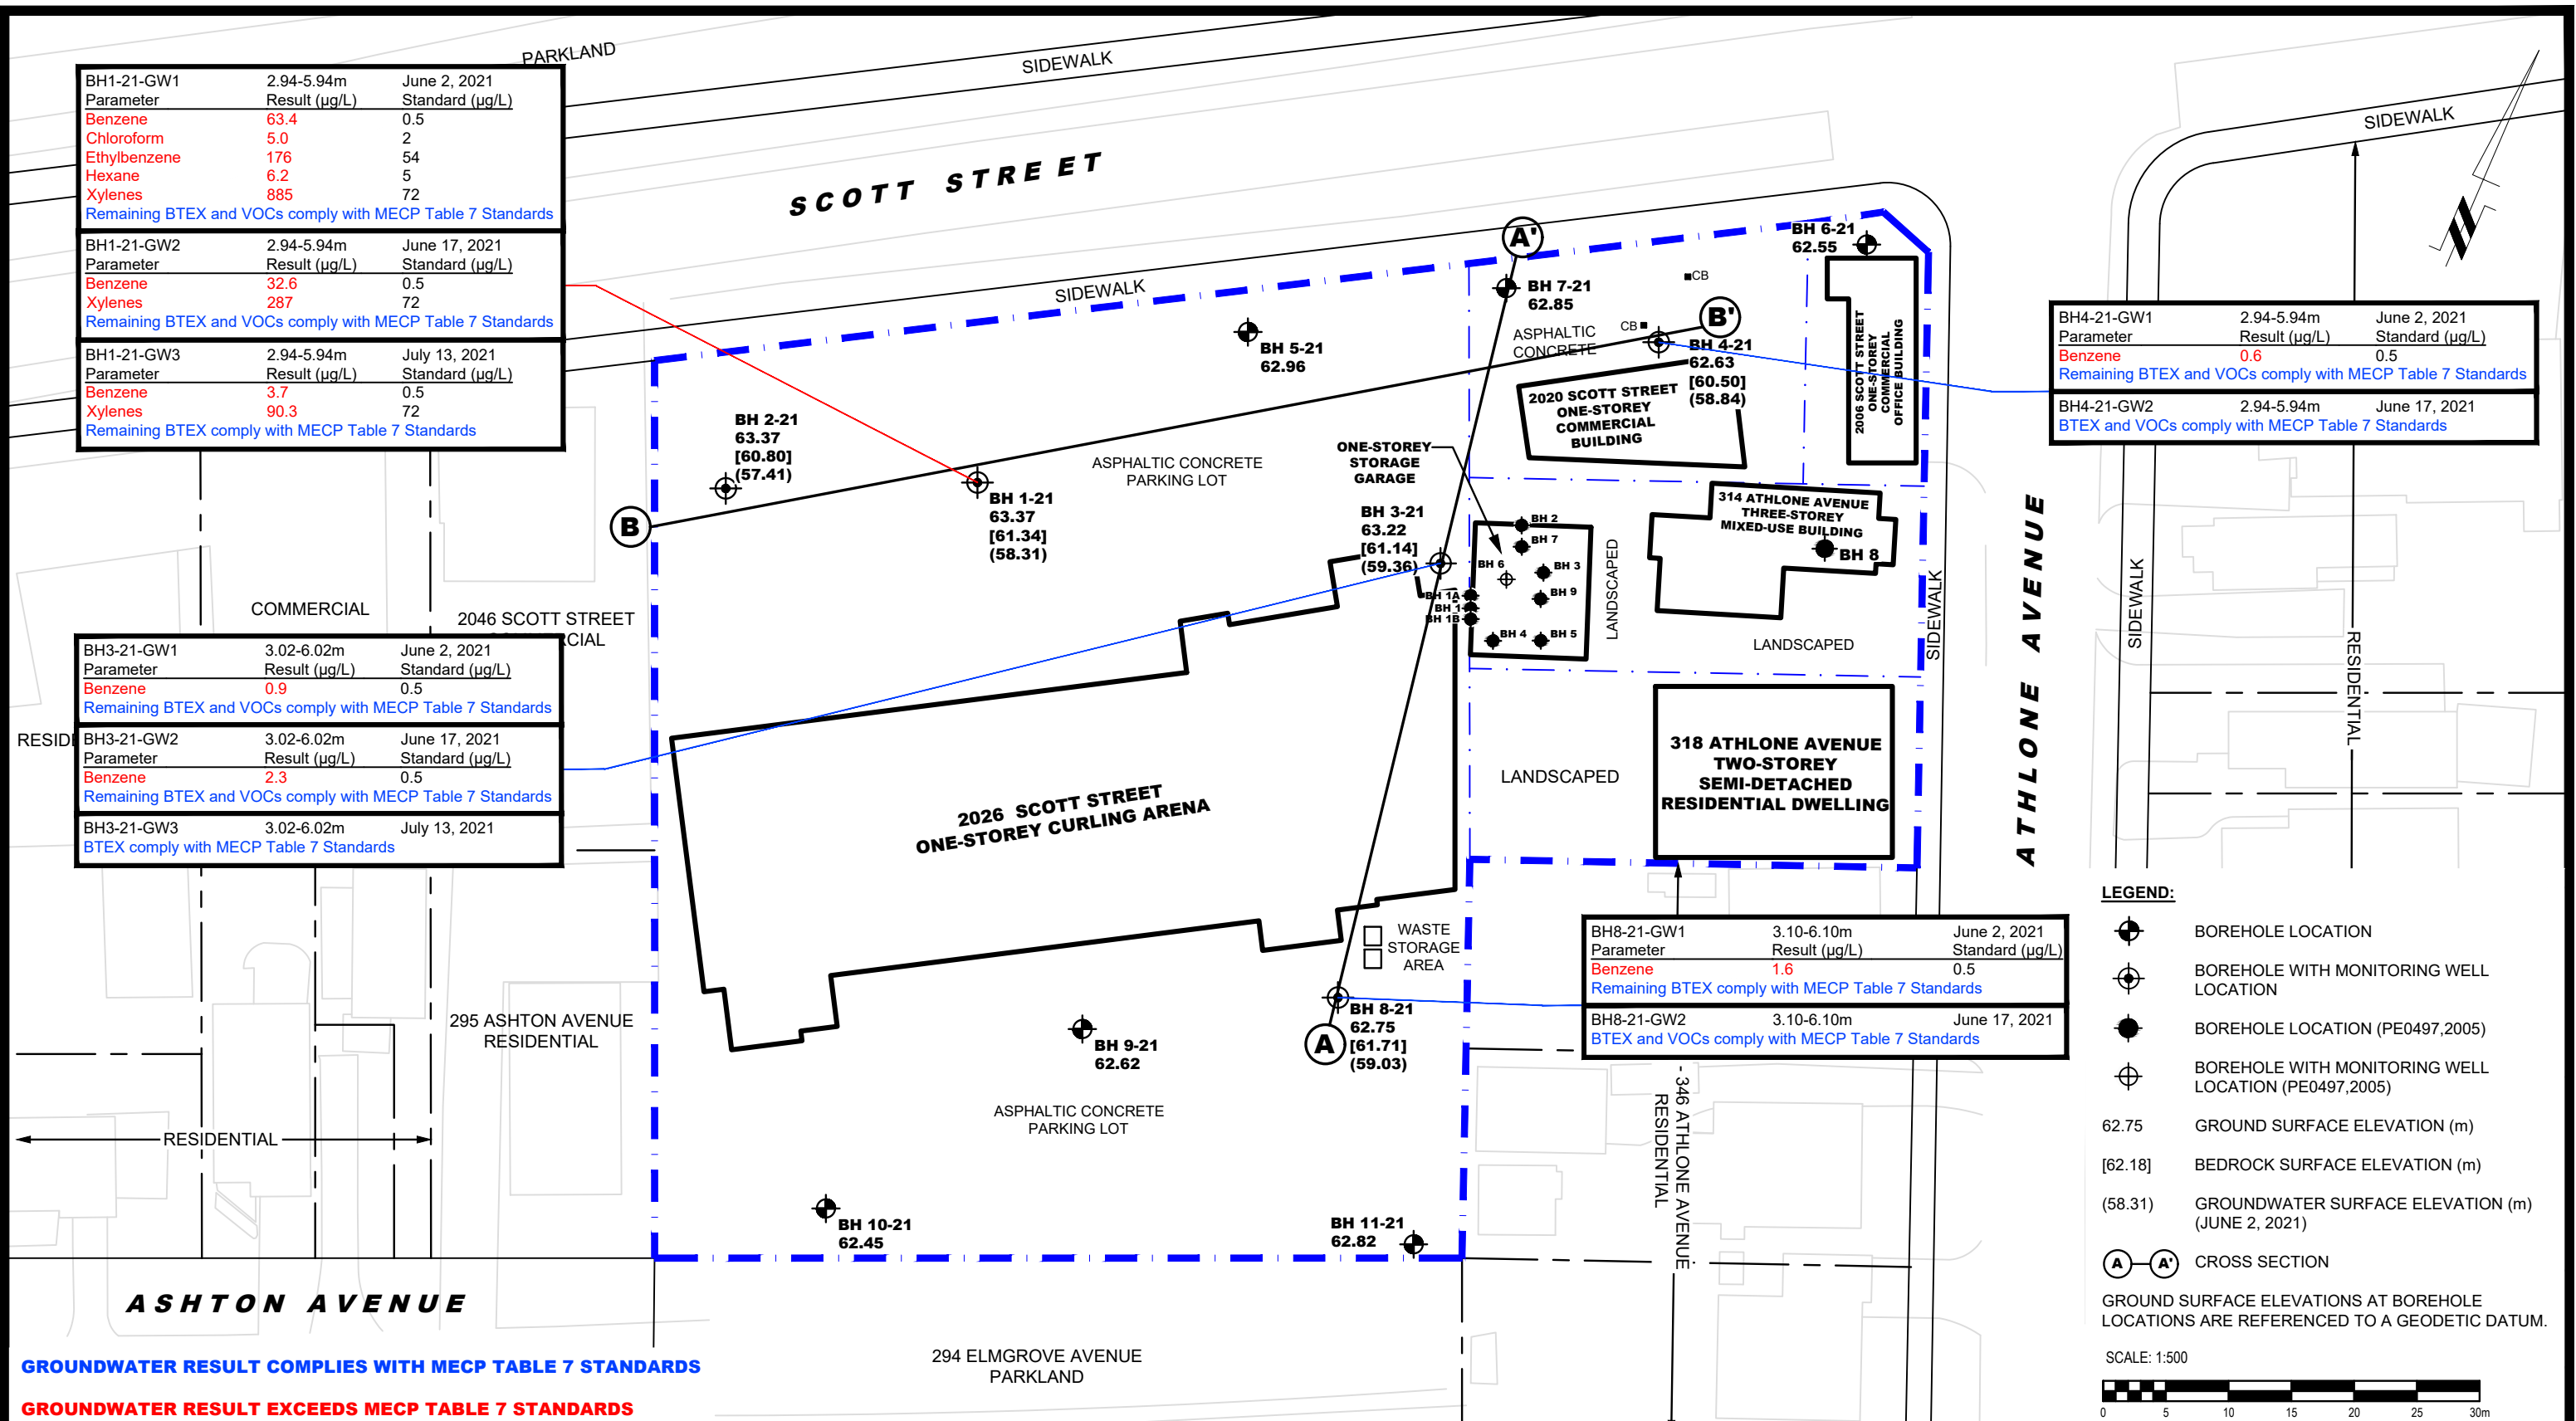 PARKLAND
SIDEWALK
SIDEWALK
BH1-21-GW1 2.94-5.94m June 2, 2021
Parameter Result (µg/L) Standard (µg/L)
Benzene 63.4 0.5
Chloroform 5.0 2
Ethylbenzene 176 54
Hexane 6.2 5
Xylenes 885 72
Remaining BTEX and VOCs comply with MECP Table 7 Standards
BH1-21-GW2 2.94-5.94m June 17, 2021
Parameter Result (µg/L) Standard (µg/L)
Benzene 32.6 0.5
Xylenes 287 72
Remaining BTEX and VOCs comply with MECP Table 7 Standards
BH1-21-GW3 2.94-5.94m July 13, 2021
Parameter Result (µg/L) Standard (µg/L)
Benzene 3.7 0.5
Xylenes 90.3 72
Remaining BTEX comply with MECP Table 7 Standards
SCOTT STREET
SIDEWALK
A'
BH 6-21
62.55
BH 7-21
62.85
CB
CB
B'
ASPHALTIC
CONCRETE
BH 5-21
62.96
BH 4-21
62.63
[60.50]
(58.84)
2020 SCOTT STREET
ONE-STOREY
COMMERCIAL
BUILDING
2006 SCOTT STREET
ONE-STOREY
COMMERCIAL
OFFICE BUILDING
BH4-21-GW1 2.94-5.94m June 2, 2021
Parameter Result (µg/L) Standard (µg/L)
Benzene 0.6 0.5
Remaining BTEX and VOCs comply with MECP Table 7 Standards
BH4-21-GW2 2.94-5.94m June 17, 2021
BTEX and VOCs comply with MECP Table 7 Standards
BH 2-21
63.37
[60.80]
(57.41)
B
BH 1-21
63.37
[61.34]
(58.31)
ASPHALTIC CONCRETE
PARKING LOT
ONE-STOREY
STORAGE
GARAGE
BH 3-21
63.22
[61.14]
(59.36)
BH 2
BH 7
BH 6
BH 3
BH 9
BH 1A
BH 1
BH 1B
BH 4
BH 5
LANDSCAPED
314 ATHLONE AVENUE
THREE-STOREY
MIXED-USE BUILDING
BH 8
LANDSCAPED
SIDEWALK
ATHLONE AVENUE
SIDEWALK
RESIDENTIAL
COMMERCIAL
2046 SCOTT STREET
BH3-21-GW1 3.02-6.02m June 2, 2021
Parameter Result (µg/L) Standard (µg/L)
Benzene 0.9 0.5
Remaining BTEX and VOCs comply with MECP Table 7 Standards
BH3-21-GW2 3.02-6.02m June 17, 2021
Parameter Result (µg/L) Standard (µg/L)
Benzene 2.3 0.5
Remaining BTEX and VOCs comply with MECP Table 7 Standards
BH3-21-GW3 3.02-6.02m July 13, 2021
BTEX comply with MECP Table 7 Standards
2026 SCOTT STREET
ONE-STOREY CURLING ARENA
LANDSCAPED
318 ATHLONE AVENUE
TWO-STOREY
SEMI-DETACHED
RESIDENTIAL DWELLING
WASTE
STORAGE
AREA
BH8-21-GW1 3.10-6.10m June 2, 2021
Parameter Result (µg/L) Standard (µg/L)
Benzene 1.6 0.5
Remaining BTEX comply with MECP Table 7 Standards
BH8-21-GW2 3.10-6.10m June 17, 2021
BTEX and VOCs comply with MECP Table 7 Standards
295 ASHTON AVENUE
RESIDENTIAL
BH 9-21
62.62
A
BH 8-21
62.75
[61.71]
(59.03)
ASPHALTIC CONCRETE
PARKING LOT
RESIDENTIAL
- 346 ATHLONE AVENUE
RESIDENTIAL
BH 10-21
62.45
BH 11-21
62.82
ASHTON AVENUE
294 ELMGROVE AVENUE
PARKLAND
GROUNDWATER RESULT COMPLIES WITH MECP TABLE 7 STANDARDS
GROUNDWATER RESULT EXCEEDS MECP TABLE 7 STANDARDS
LEGEND:
BOREHOLE LOCATION
BOREHOLE WITH MONITORING WELL
LOCATION
BOREHOLE LOCATION (PE0497,2005)
BOREHOLE WITH MONITORING WELL
LOCATION (PE0497,2005)
62.75 GROUND SURFACE ELEVATION (m)
[62.18] BEDROCK SURFACE ELEVATION (m)
(58.31) GROUNDWATER SURFACE ELEVATION (m)
(JUNE 2, 2021)
A A' CROSS SECTION
GROUND SURFACE ELEVATIONS AT BOREHOLE
LOCATIONS ARE REFERENCED TO A GEODETIC DATUM.
SCALE: 1:500
0 5 10 15 20 25 30m